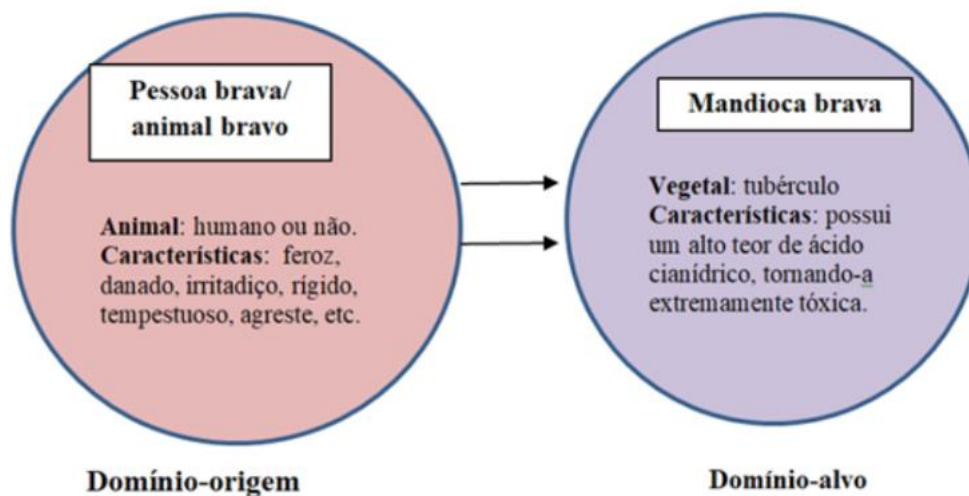 Pessoa brava/
animal bravo
Animal: humano ou não.
Características: feroz,
danado, irritadiço, rígido,
tempestuoso, agreste, etc.
Domínio-origem
Mandioca brava
Vegetal: tubérculo
Características: possui
um alto teor de ácido
cianídrico, tornando-a
extremamente tóxica.
Domínio-alvo